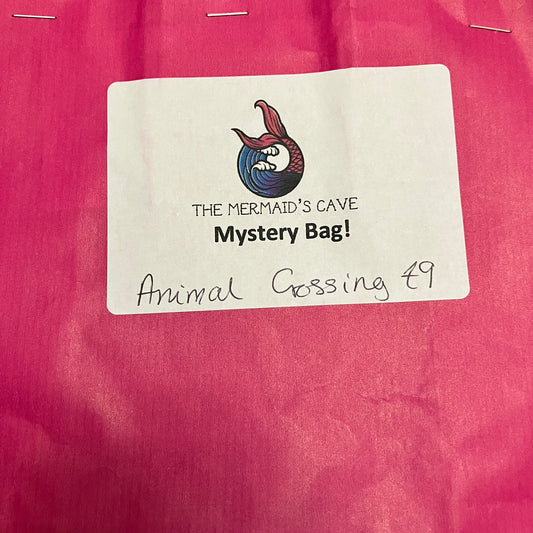 THE MERMAID'S CAVE
Mystery Bag!
Animal Crossing £9